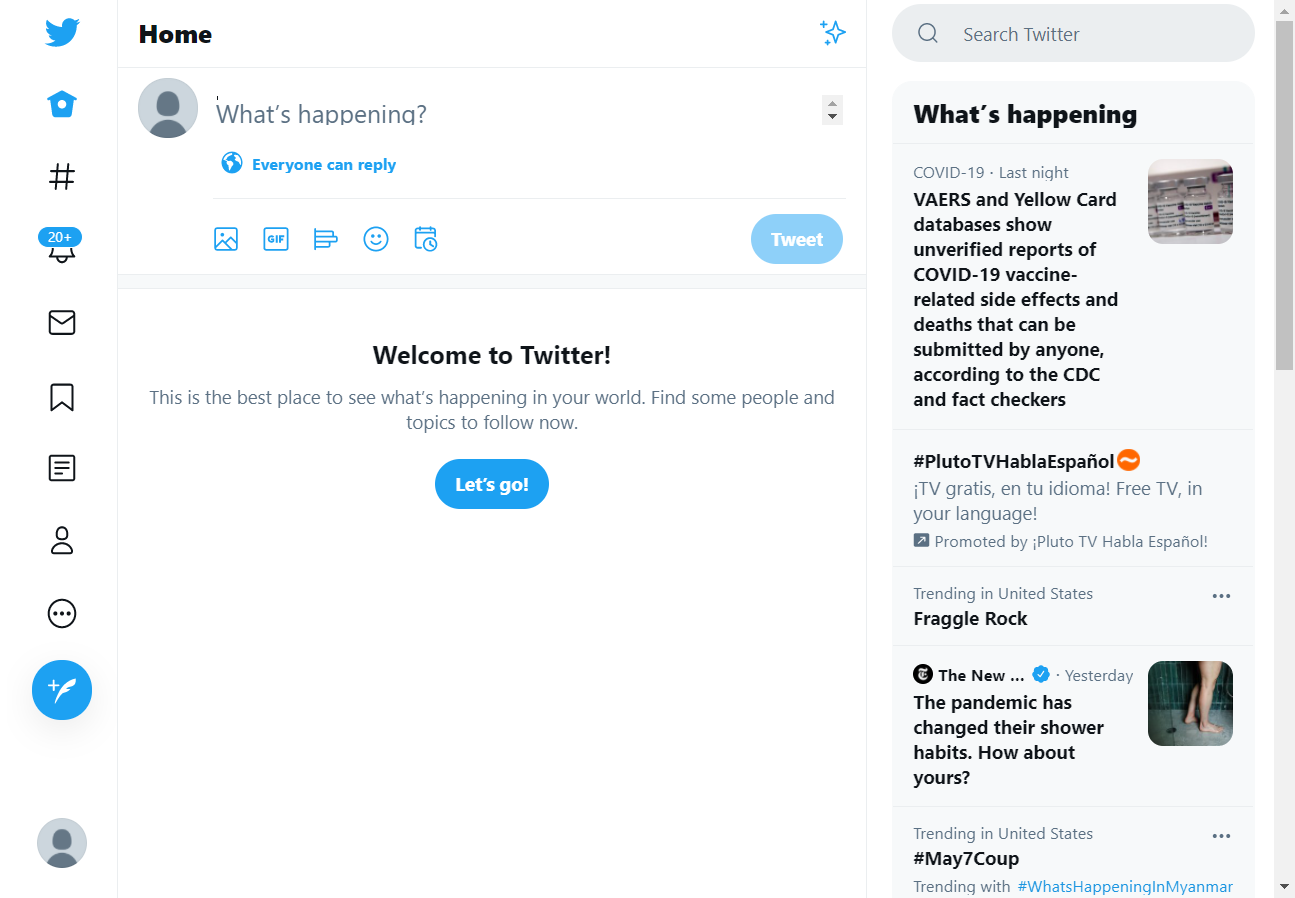 Home
Search Twitter
20+
What's happening?
Everyone can reply
GIF
Tweet
Welcome to Twitter!
This is the best place to see what's happening in your world. Find some people and
topics to follow now.
Let's go!
What's happening
COVID-19 · Last night
VAERS and Yellow Card
databases show
unverified reports of
COVID-19 vaccine-
related side effects and
deaths that can be
submitted by anyone,
according to the CDC
and fact checkers
#PlutoTVHablaEspañol
¡TV gratis, en tu idioma! Free TV, in
your language!
Promoted by ¡Pluto TV Habla Español!
Trending in United States
Fraggle Rock
The New ... · Yesterday
The pandemic has
changed their shower
habits. How about
yours?
Trending in United States
#May7Coup
Trending with #WhatsHappeningInMyanmar